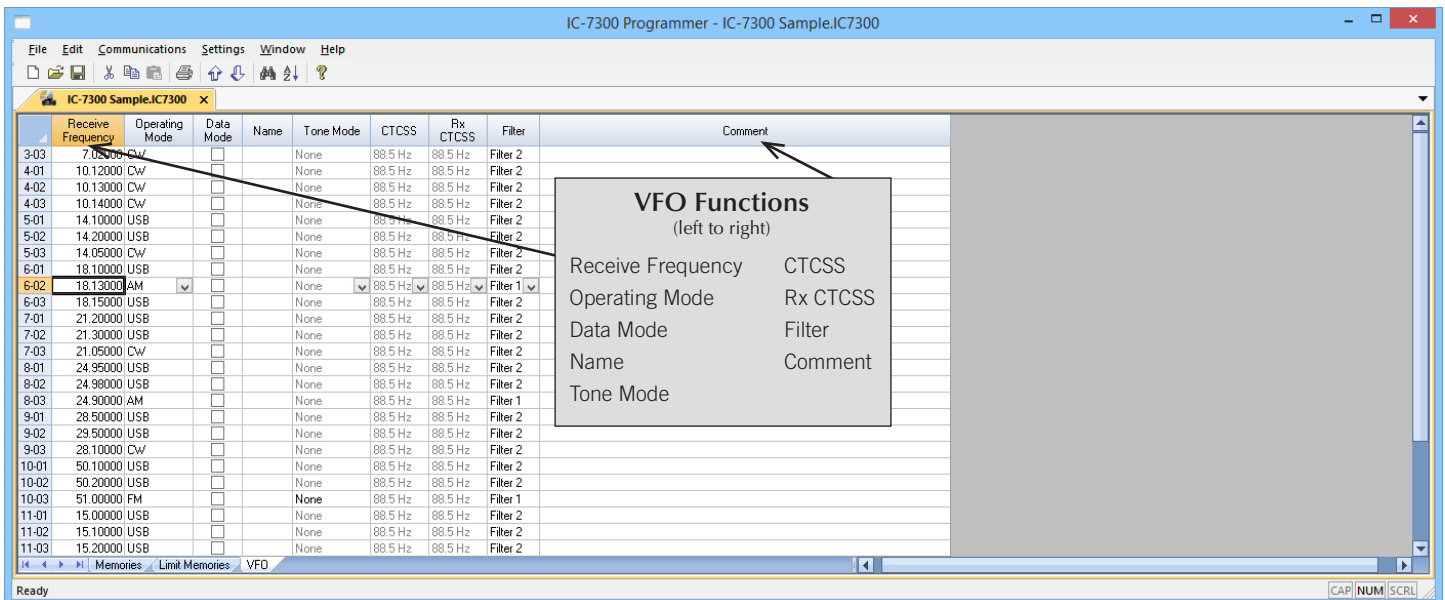 IC-7300 Programmer - IC-7300 Sample.IC7300
File Edit Communications Settings Window Help
IC-7300 Sample.IC7300
Receive Frequency Operating Mode Data Mode Name Tone Mode CTCSS Rx CTCSS Filter Comment
3-03 7.02000 CW None 88.5 Hz 88.5 Hz Filter 2
4-01 10.12000 CW None 88.5 Hz 88.5 Hz Filter 2
4-02 10.13000 CW None 88.5 Hz 88.5 Hz Filter 2
4-03 10.14000 CW None 88.5 Hz 88.5 Hz Filter 2
5-01 14.10000 USB None 88.5 Hz 88.5 Hz Filter 2
5-02 14.20000 USB None 88.5 Hz 88.5 Hz Filter 2
5-03 14.05000 CW None 88.5 Hz 88.5 Hz Filter 2
6-01 18.10000 USB None 88.5 Hz 88.5 Hz Filter 2
6-02 18.13000 AM None 88.5 Hz 88.5 Hz Filter 1
6-03 18.15000 USB None 88.5 Hz 88.5 Hz Filter 2
7-01 21.20000 USB None 88.5 Hz 88.5 Hz Filter 2
7-02 21.30000 USB None 88.5 Hz 88.5 Hz Filter 2
7-03 21.05000 CW None 88.5 Hz 88.5 Hz Filter 2
8-01 24.95000 USB None 88.5 Hz 88.5 Hz Filter 2
8-02 24.98000 USB None 88.5 Hz 88.5 Hz Filter 2
8-03 24.90000 AM None 88.5 Hz 88.5 Hz Filter 1
9-01 28.50000 USB None 88.5 Hz 88.5 Hz Filter 2
9-02 29.50000 USB None 88.5 Hz 88.5 Hz Filter 2
9-03 28.10000 CW None 88.5 Hz 88.5 Hz Filter 2
10-01 50.10000 USB None 88.5 Hz 88.5 Hz Filter 2
10-02 50.20000 USB None 88.5 Hz 88.5 Hz Filter 2
10-03 51.00000 FM None 88.5 Hz 88.5 Hz Filter 1
11-01 15.00000 USB None 88.5 Hz 88.5 Hz Filter 2
11-02 15.10000 USB None 88.5 Hz 88.5 Hz Filter 2
11-03 15.20000 USB None 88.5 Hz 88.5 Hz Filter 2
VFO Functions
(left to right)
Receive Frequency CTCSS
Operating Mode Rx CTCSS
Data Mode Filter
Name Comment
Tone Mode
Memories Limit Memories VFO
Ready CAP NUM SCRL